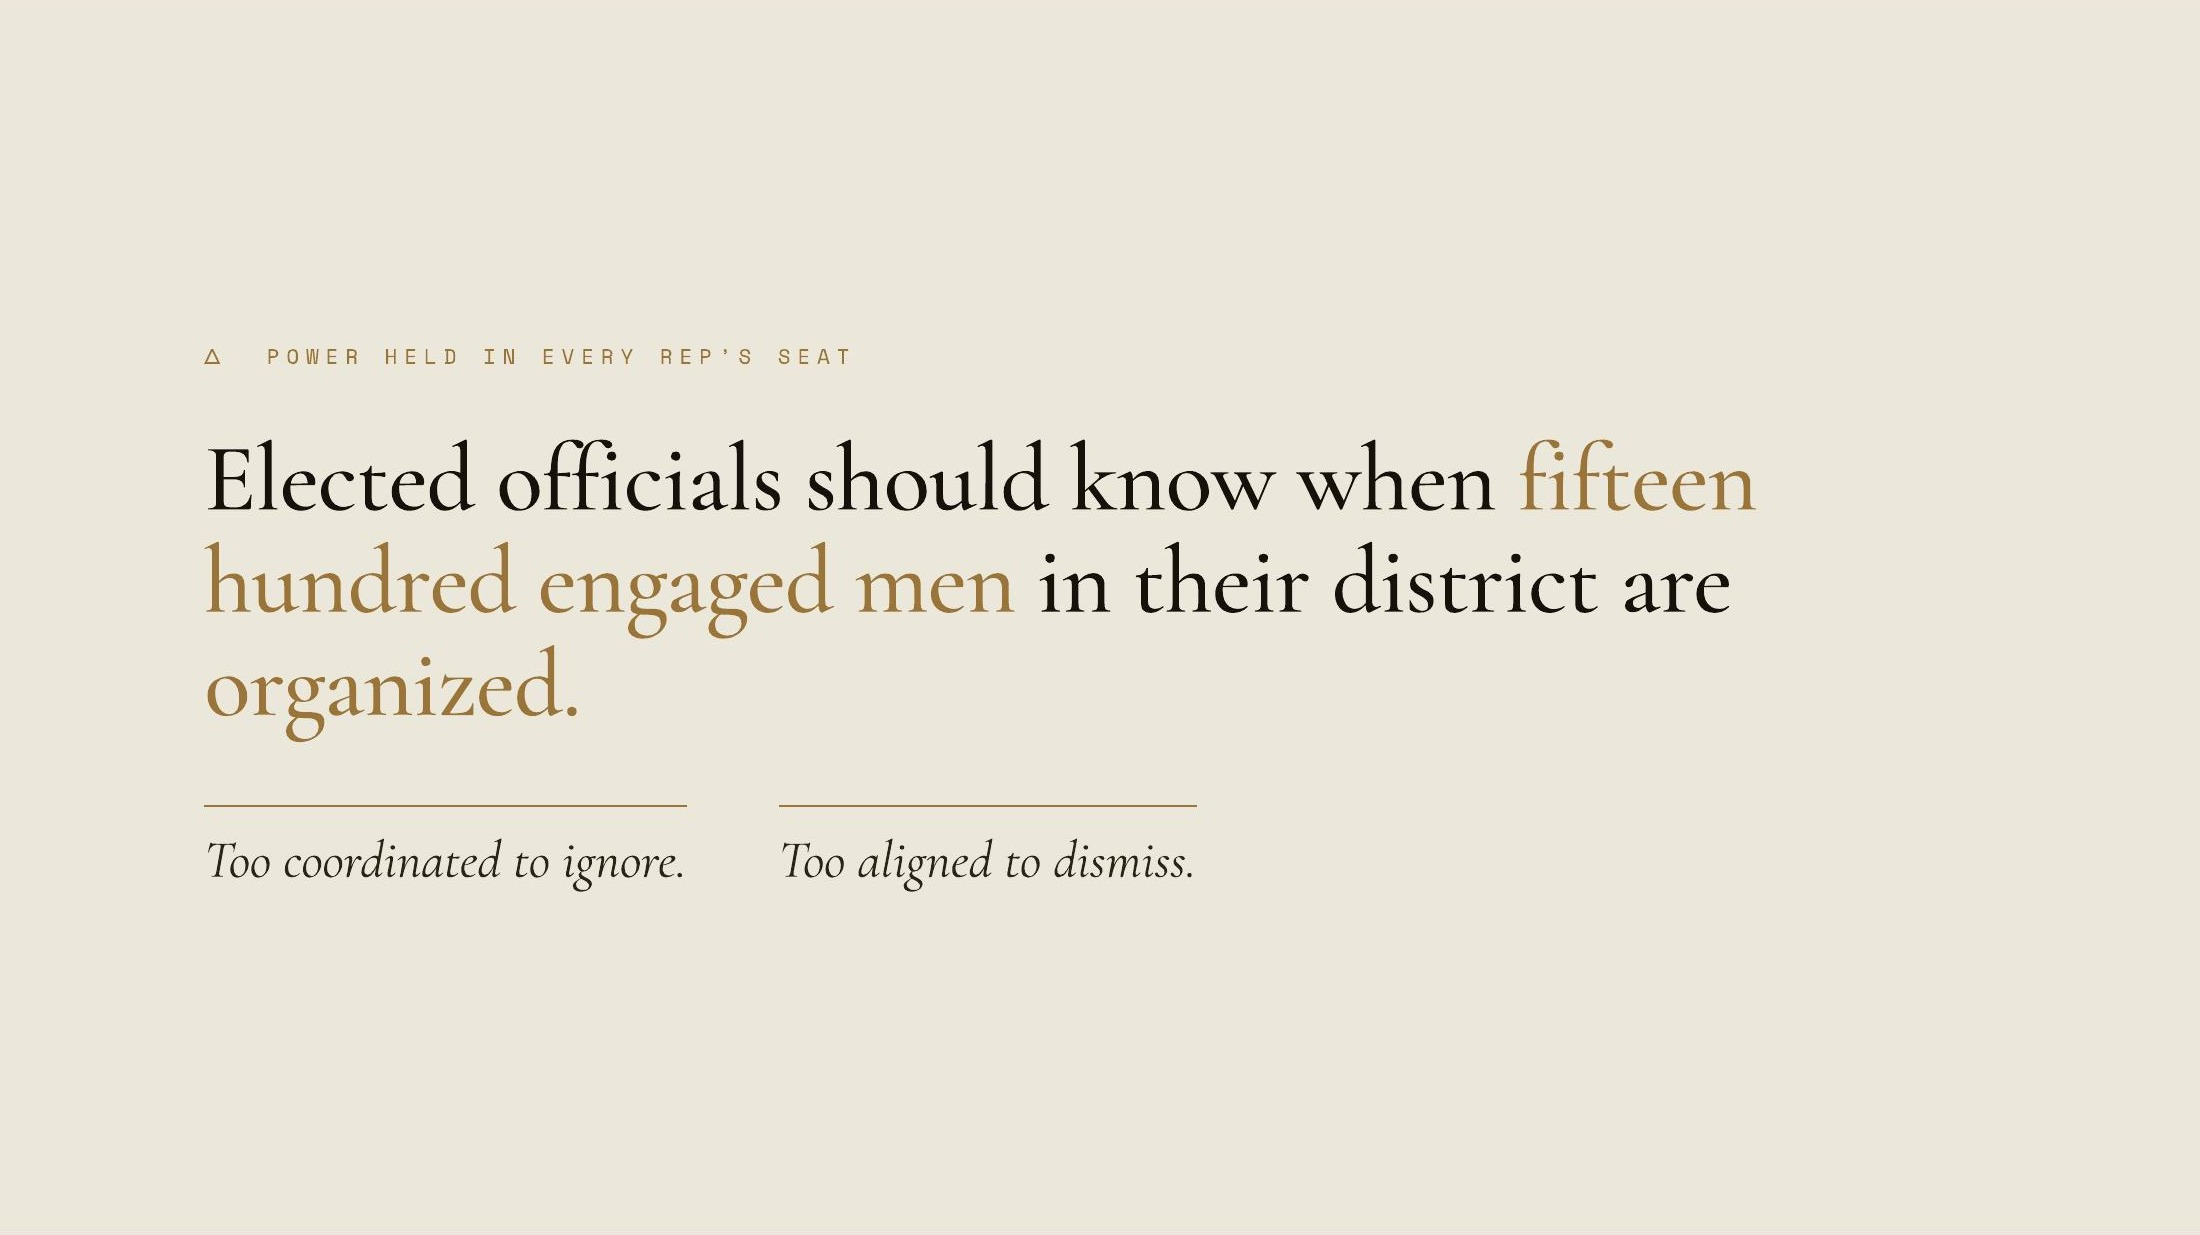 △ POWER HELD IN EVERY REP’S SEAT
Elected officials should know when fifteen
hundred engaged men in their district are
organized.
Too coordinated to ignore. Too aligned to dismiss.